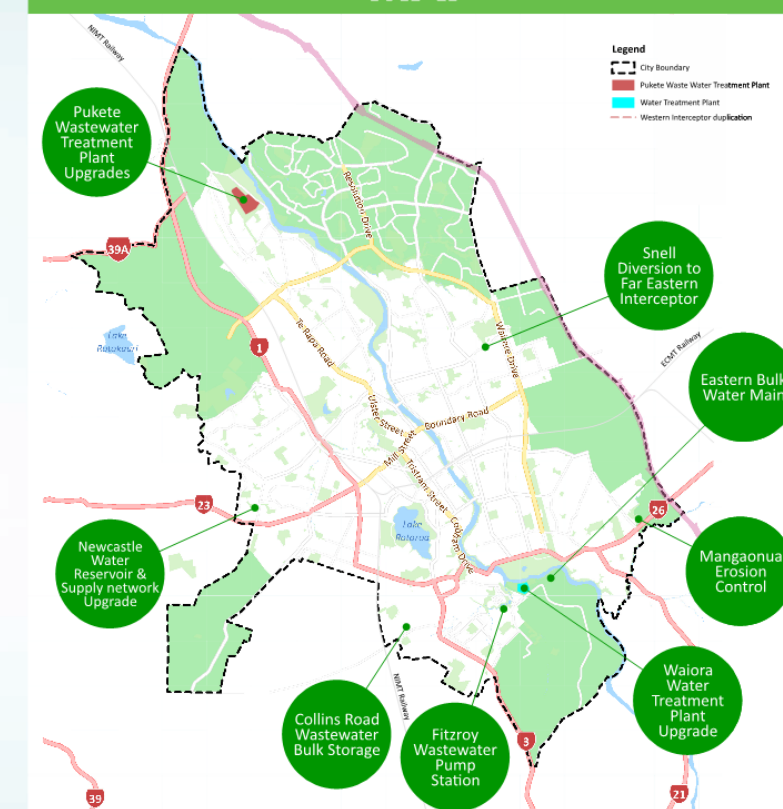 NIMT Railway
Legend
City Boundary
Pukete Waste Water Treatment Plant
Water Treatment Plant
Western Interceptor duplication
Pukete
Wastewater
Treatment
Plant
Upgrades
Resolution Drive
39A
Snell
Diversion to
Far Eastern
Interceptor
Lake
Rotokauri
1
Te Rapa Road
Wairere Drive
ECMT Railway
Eastern Bulk
Water Main
Ulster Street
Boundary Road
Mill Street
Tristram Street
23
26
Lake
Rotoroa
Cobham Drive
Newcastle
Water
Reservoir &
Supply network
Upgrade
Mangaonua
Erosion
Control
Waiora
Water
Treatment
Plant
Upgrade
Collins Road
Wastewater
Bulk Storage
NIMT Railway
Fitzroy
Wastewater
Pump
Station
3
39
21